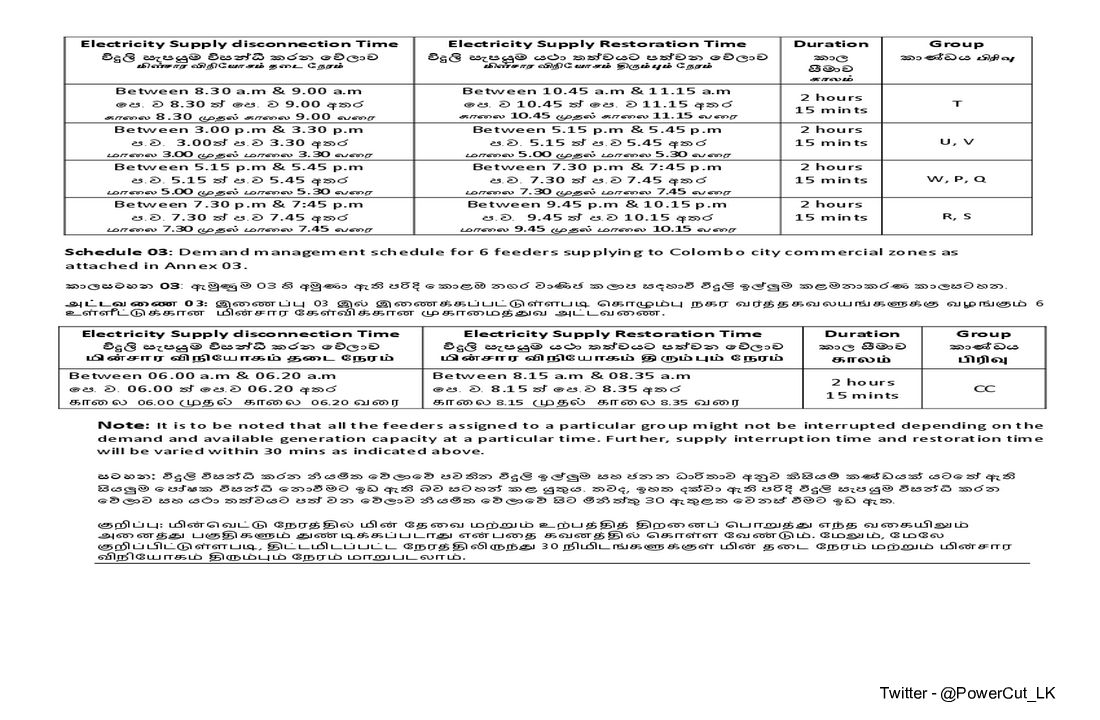 Electricity Supply disconnection Time
විදුලි සැපයුම විසන්ධි කරන වේලාව
மின்சார விநியோகம் தடை நேரம்
Electricity Supply Restoration Time
විදුලි සැපයුම යථා තත්වයට පත්වන වේලාව
மின்சார விநியோகம் திரும்பும் நேரம்
Duration
කාල
සීමාව
காலம்
Group
කාණ්ඩය பிரிவு
Between 8.30 a.m & 9.00 a.m
පෙ. ව 8.30 ත් පෙ. ව 9.00 අතර
காலை 8.30 முதல் காலை 9.00 வரை
Between 10.45 a.m & 11.15 a.m
පෙ. ව 10.45 ත් පෙ. ව 11.15 අතර
காலை 10.45 முதல் காலை 11.15 வரை
2 hours
15 mints
T
Between 3.00 p.m & 3.30 p.m
ප.ව. 3.00ත් ප.ව 3.30 අතර
மாலை 3.00 முதல் மாலை 3.30 வரை
Between 5.15 p.m & 5.45 p.m
ප.ව. 5.15 ත් ප.ව 5.45 අතර
மாலை 5.00 முதல் மாலை 5.30 வரை
2 hours
15 mints
U, V
Between 5.15 p.m & 5.45 p.m
ප.ව. 5.15 ත් ප.ව 5.45 අතර
மாலை 5.00 முதல் மாலை 5.30 வரை
Between 7.30 p.m & 7:45 p.m
ප.ව. 7.30 ත් ප.ව 7.45 අතර
மாலை 7.30 முதல் மாலை 7.45 வரை
2 hours
15 mints
W, P, Q
Between 7.30 p.m & 7:45 p.m
ප.ව. 7.30 ත් ප.ව 7.45 අතර
மாலை 7.30 முதல் மாலை 7.45 வரை
Between 9.45 p.m & 10.15 p.m
ප.ව. 9.45 ත් ප.ව 10.15 අතර
மாலை 9.45 முதல் மாலை 10.15 வரை
2 hours
15 mints
R, S
Schedule 03: Demand management schedule for 6 feeders supplying to Colombo city commercial zones as
attached in Annex 03.
කාලසටහන 03: ඇමුණුම 03 හි අමුණා ඇති පරිදි කොළඹ නගර වාණිජ කලාප සඳහාවී විදුලි ඉල්ලුම් කළමනාකරණ කාලසටහන.
அட்டவணை 03: இணைப்பு 03 இல் இணைக்கப்பட்டுள்ளபடி கொழும்பு நகர வர்த்தகவலயங்களுக்கு வழங்கும் 6
உள்ளீட்டுக்கான மின்சார கேள்விக்கான முகாமைத்துவ அட்டவணை.
Electricity Supply disconnection Time
විදුලි සැපයුම විසන්ධි කරන වේලාව
மின்சார விநியோகம் தடை நேரம்
Electricity Supply Restoration Time
විදුලි සැපයුම යථා තත්වයට පත්වන වේලාව
மின்சார விநியோகம் திரும்பும் நேரம்
Duration
කාල සීමාව
காலம்
Group
කාණ්ඩය
பிரிவு
Between 06.00 a.m & 06.20 a.m
පෙ. ව. 06.00 ත් පෙ.ව 06.20 අතර
காலை 06.00 முதல் காலை 06.20 வரை
Between 8.15 a.m & 08.35 a.m
පෙ. ව. 8.15 ත් පෙ.ව 8.35 අතර
காலை 8.15 முதல் காலை 8.35 வரை
2 hours
15 mints
CC
Note: It is to be noted that all the feeders assigned to a particular group might not be interrupted depending on the
demand and available generation capacity at a particular time. Further, supply interruption time and restoration time
will be varied within 30 mins as indicated above.
සටහන: විදුලි විසන්ධි කරන නියමිත වේලාවේ පවතින විදුලි ඉල්ලුම සහ ජනන ධාරිතාව අනුව කිසියම් කණ්ඩයක් යටතේ ඇති
සියලුම පෝෂක විසන්ධි නොවීමට ඉඩ ඇති බව සටහන් කළ යුතුය. තවද, ඉහත දක්වා ඇති පරිදි විදුලි සැපයුම විසන්ධි කරන
වේලාව සහ යථා තත්වයට පත් වන වේලාව නියමිත වේලාවේ සිට මිනිත්තු 30 ඇතුළත වෙනස් වීමට ඉඩ ඇත.
குறிப்பு: மின்வெட்டு நேரத்தில் மின் தேவை மற்றும் உற்பத்தித் திறனைப் பொறுத்து எந்த வகையிலும்
அனைத்து பகுதிகளும் துண்டிக்கப்படாது என்பதை கவனத்தில் கொள்ள வேண்டும். மேலும், மேலே
குறிப்பிட்டுள்ளபடி, திட்டமிடப்பட்ட நேரத்திலிருந்து 30 நிமிடங்களுக்குள் மின் தடை நேரம் மற்றும் மின்சார
விநியோகம் திரும்பும் நேரம் மாறுபடலாம்.
Twitter - @PowerCut_LK